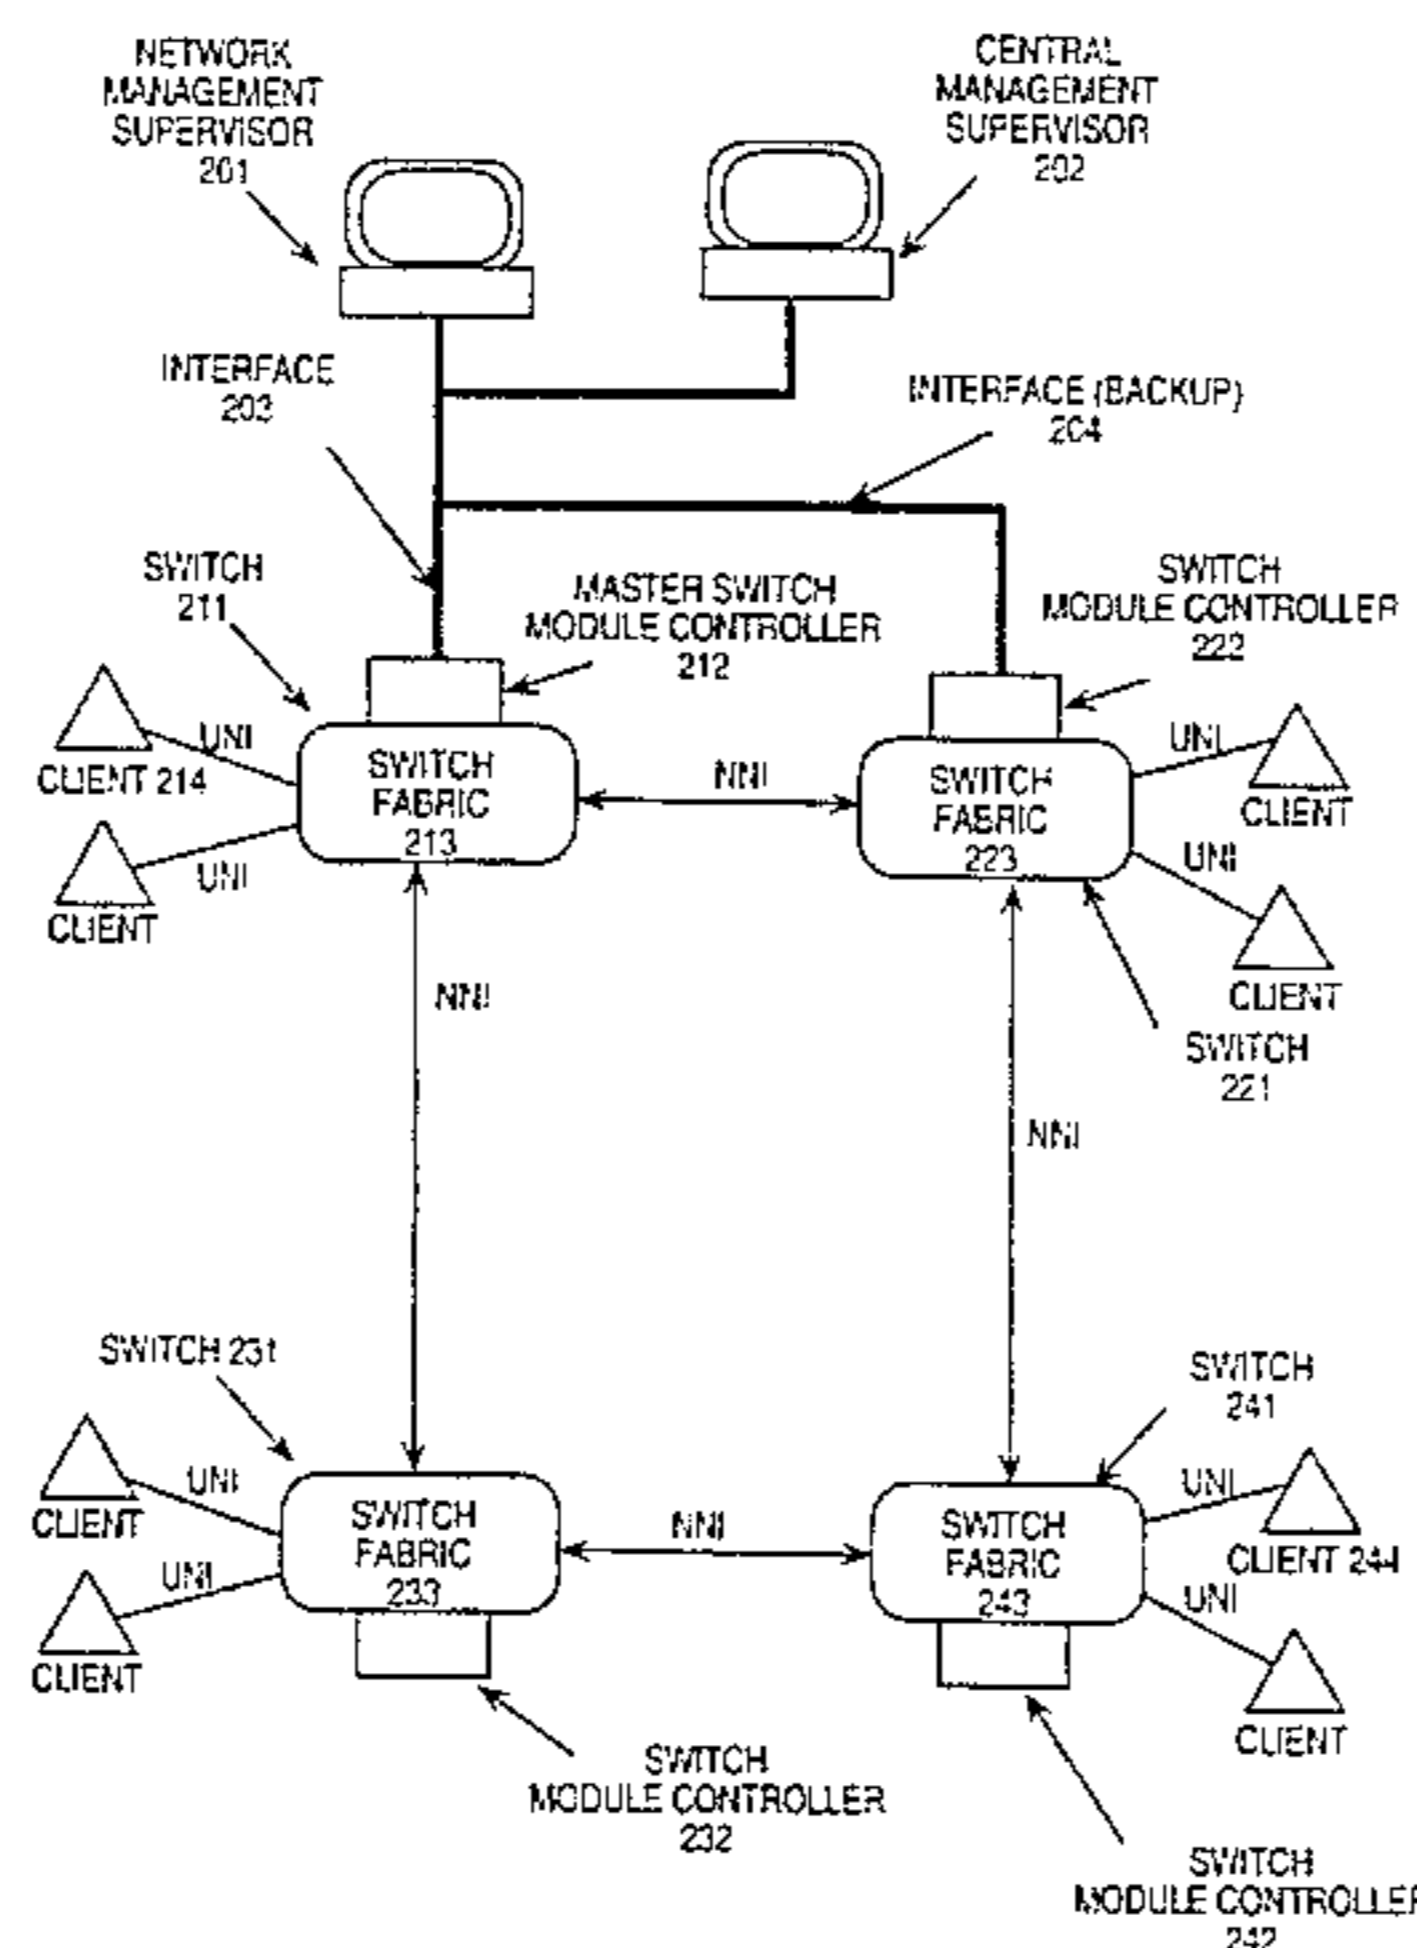 NETWORK
MANAGEMENT
SUPERVISOR
201
CENTRAL
MANAGEMENT
SUPERVISOR
202
INTERFACE
203
INTERFACE (BACKUP)
204
SWITCH
211
MASTER SWITCH
MODULE CONTROLLER
212
SWITCH
MODULE CONTROLLER
222
UNI
CLIENT 214
SWITCH
FABRIC
213
NNI
SWITCH
FABRIC
223
UNI
CLIENT
UNI
CLIENT
UNI
CLIENT
NNI
SWITCH
221
NNI
SWITCH 231
SWITCH
241
UNI
CLIENT
SWITCH
FABRIC
233
NNI
SWITCH
FABRIC
243
UNI
CLIENT 244
UNI
CLIENT
UNI
CLIENT
SWITCH
MODULE CONTROLLER
232
SWITCH
MODULE CONTROLLER
242